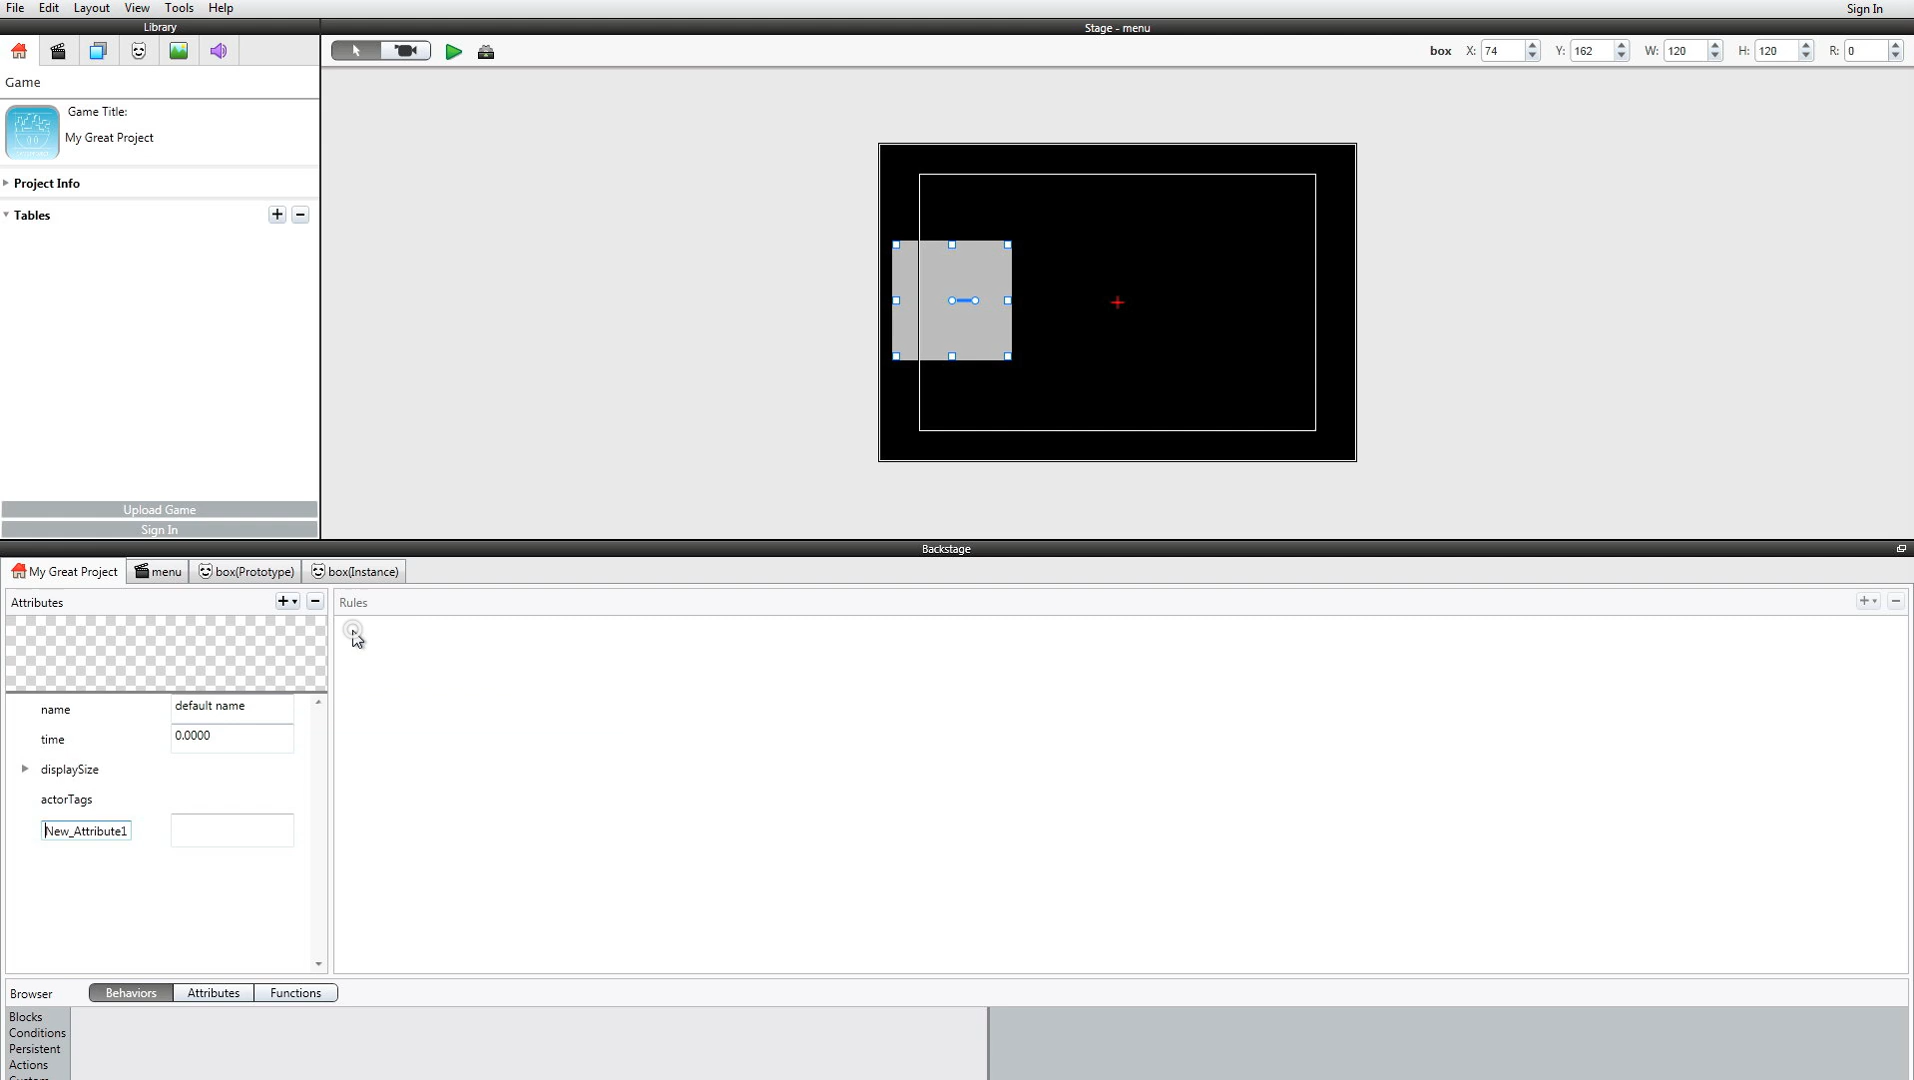 File Edit Layout View Tools Help Sign In
Library
Stage - menu
box X: 74 Y: 162 W: 120 H: 120 R: 0
Game
Game Title:
My Great Project
Project Info
Tables
Upload Game
Sign In
Backstage
My Great Project menu box(Prototype) box(Instance)
Attributes
Rules
name default name
time 0.0000
displaySize
actorTags
New_Attribute1
Browser Behaviors Attributes Functions
Blocks
Conditions
Persistent
Actions